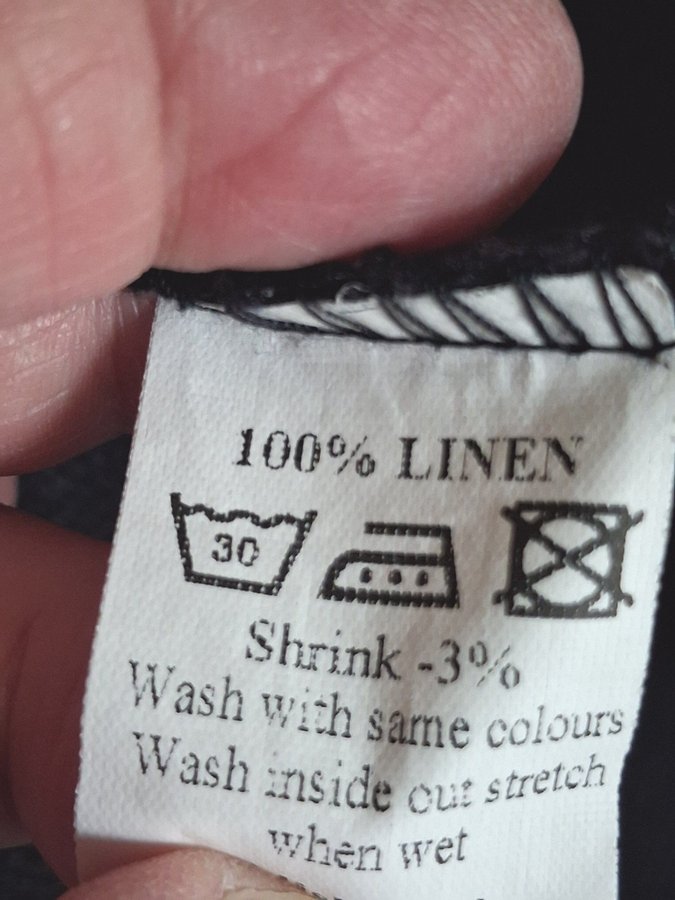 100% LINEN
30
Shrink -3%
Wash with same colours
Wash inside out stretch
when wet